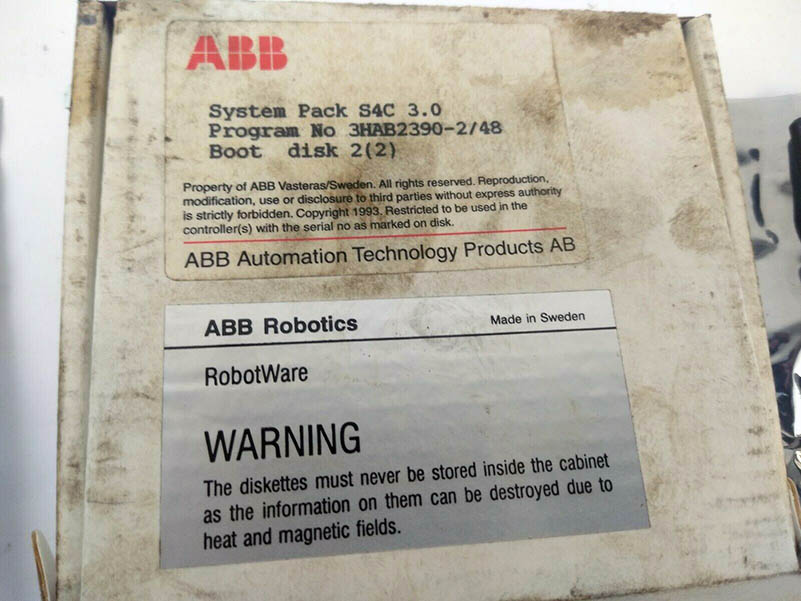 ABB
System Pack S4C 3.0
Program No 3HAB2390-2/48
Boot disk 2(2)
Property of ABB Vasteras/Sweden. All rights reserved. Reproduction,
modification, use or disclosure to third parties without express authority
is strictly forbidden. Copyright 1993. Restricted to be used in the
controller(s) with the serial no as marked on disk.
ABB Automation Technology Products AB
ABB Robotics Made in Sweden
RobotWare
WARNING
The diskettes must never be stored inside the cabinet
as the information on them can be destroyed due to
heat and magnetic fields.